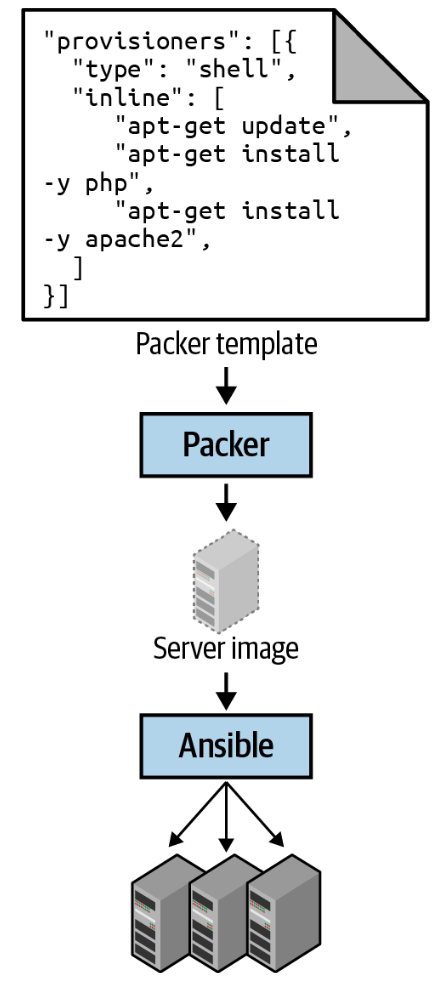 "provisioners": [{
  "type": "shell",
  "inline": [
     "apt-get update",
     "apt-get install
-y php",
     "apt-get install
-y apache2",
  ]
}]
Packer template
Packer
Server image
Ansible